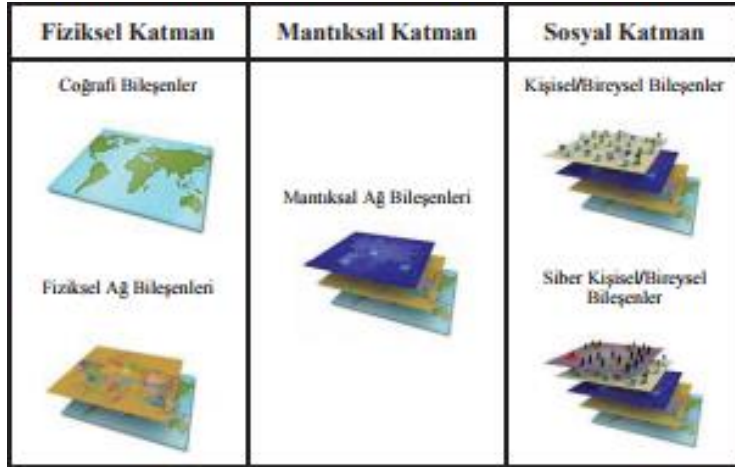 Fiziksel Katman
Mantıksal Katman
Sosyal Katman
Coğrafi Bileşenler
Fiziksel Ağ Bileşenleri
Mantıksal Ağ Bileşenleri
Kişisel/Bireysel Bileşenler
Siber Kişisel/Bireysel
Bileşenler